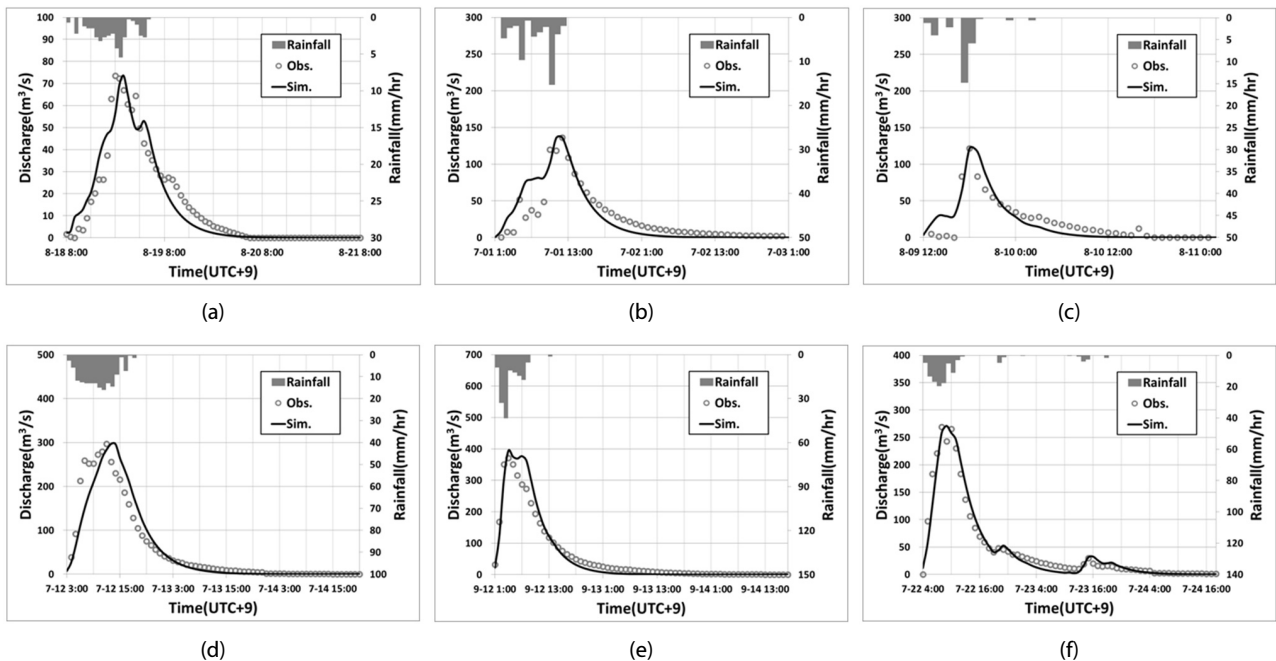 100 90 80 70 60 50 40 30 20 10 0
Discharge(m³/s)
0 5 10 15 20 25 30
Rainfall(mm/hr)
Rainfall
Obs.
Sim.
8-18 8:00 8-19 8:00 8-20 8:00 8-21 8:00
Time(UTC+9)
(a)
300 250 200 150 100 50 0
Discharge(m³/s)
0 10 20 30 40 50
Rainfall(mm/hr)
Rainfall
Obs.
Sim.
7-01 1:00 7-01 13:00 7-02 1:00 7-02 13:00 7-03 1:00
Time(UTC+9)
(b)
300 250 200 150 100 50 0
Discharge(m³/s)
0 10 20 30 40 50
Rainfall(mm/hr)
Rainfall
Obs.
Sim.
8-09 12:00 8-10 0:00 8-10 12:00 8-11 0:00
Time(UTC+9)
(c)
500 400 300 200 100 0
Discharge(m³/s)
0 10 20 30 40 50 60 70 80 90 100
Rainfall(mm/hr)
Rainfall
Obs.
Sim.
7-12 3:00 7-12 15:00 7-13 3:00 7-13 15:00 7-14 3:00 7-14 15:00
Time(UTC+9)
(d)
700 600 500 400 300 200 100 0
Discharge(m³/s)
0 30 60 90 120 150
Rainfall(mm/hr)
Rainfall
Obs.
Sim.
9-12 1:00 9-12 13:00 9-13 1:00 9-13 13:00 9-14 1:00 9-14 13:00
Time(UTC+9)
(e)
400 350 300 250 200 150 100 50 0
Discharge(m³/s)
0 20 40 60 80 100 120 140
Rainfall(mm/hr)
Rainfall
Obs.
Sim.
7-22 4:00 7-22 16:00 7-23 4:00 7-23 16:00 7-24 4:00 7-24 16:00
Time(UTC+9)
(f)